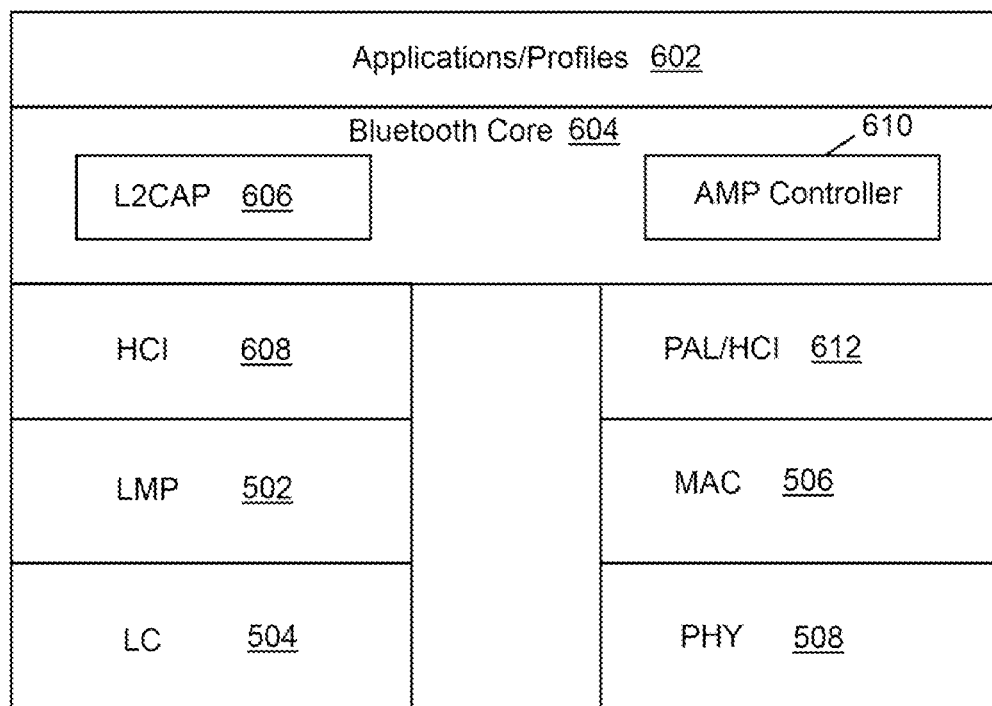 Applications/Profiles 602
Bluetooth Core 604
610
L2CAP 606
AMP Controller
HCI 608
PAL/HCI 612
LMP 502
MAC 506
LC 504
PHY 508